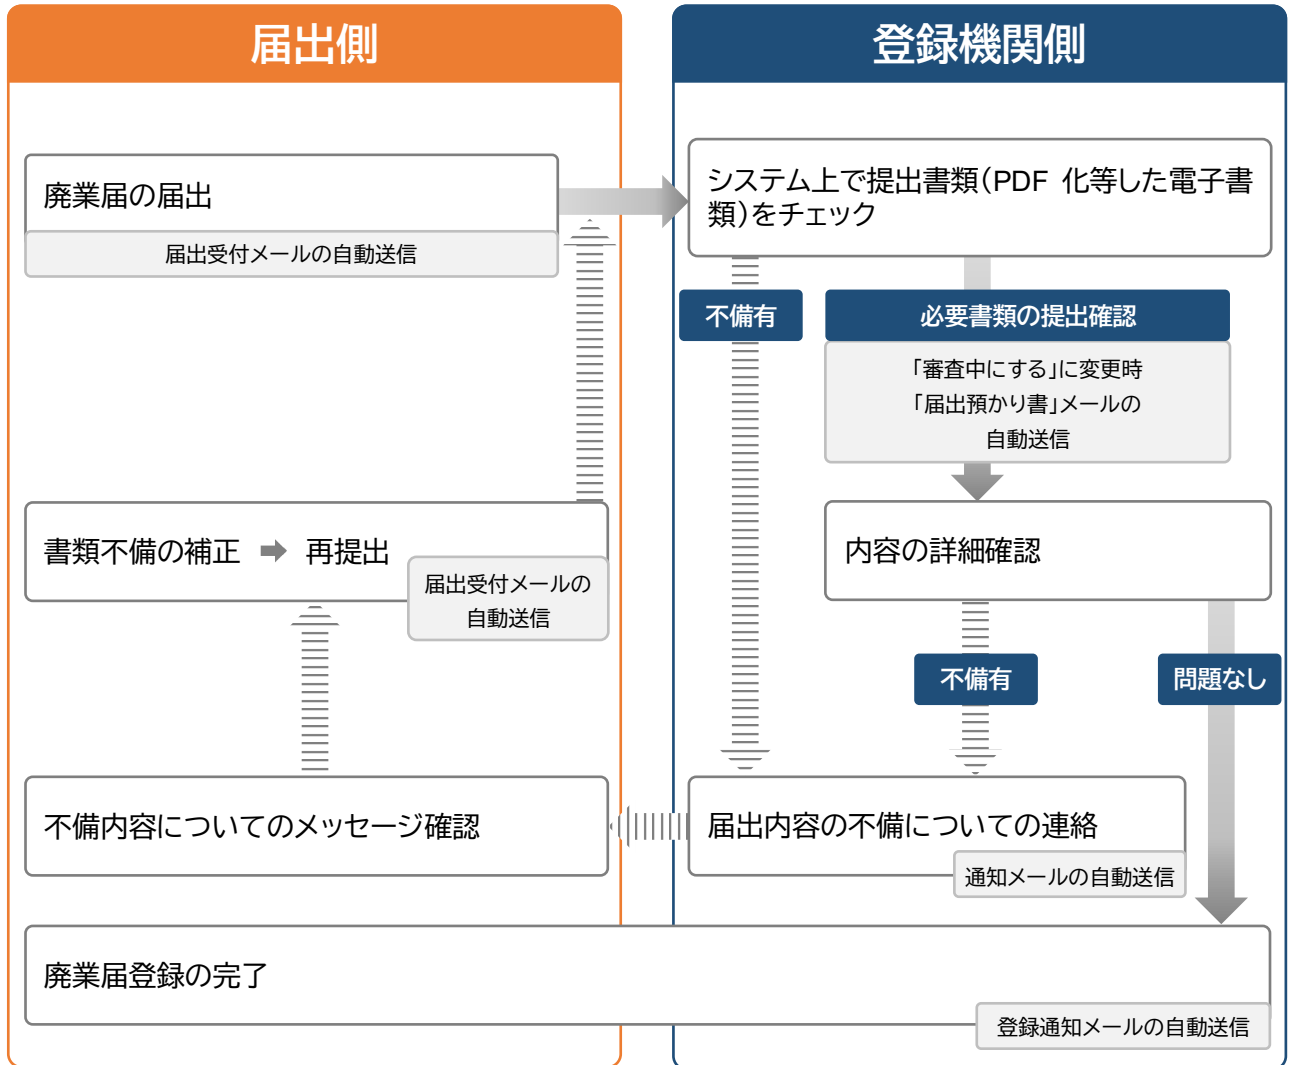 届出側
登録機関側
廃業届の届出
届出受付メールの自動送信
システム上で提出書類（PDF 化等した電子書
類）をチェック
不備有
必要書類の提出確認
「審査中にする」に変更時
「届出預かり書」メールの
自動送信
書類不備の補正 ➡ 再提出
届出受付メールの
自動送信
内容の詳細確認
不備有
問題なし
不備内容についてのメッセージ確認
届出内容の不備についての連絡
通知メールの自動送信
廃業届登録の完了
登録通知メールの自動送信